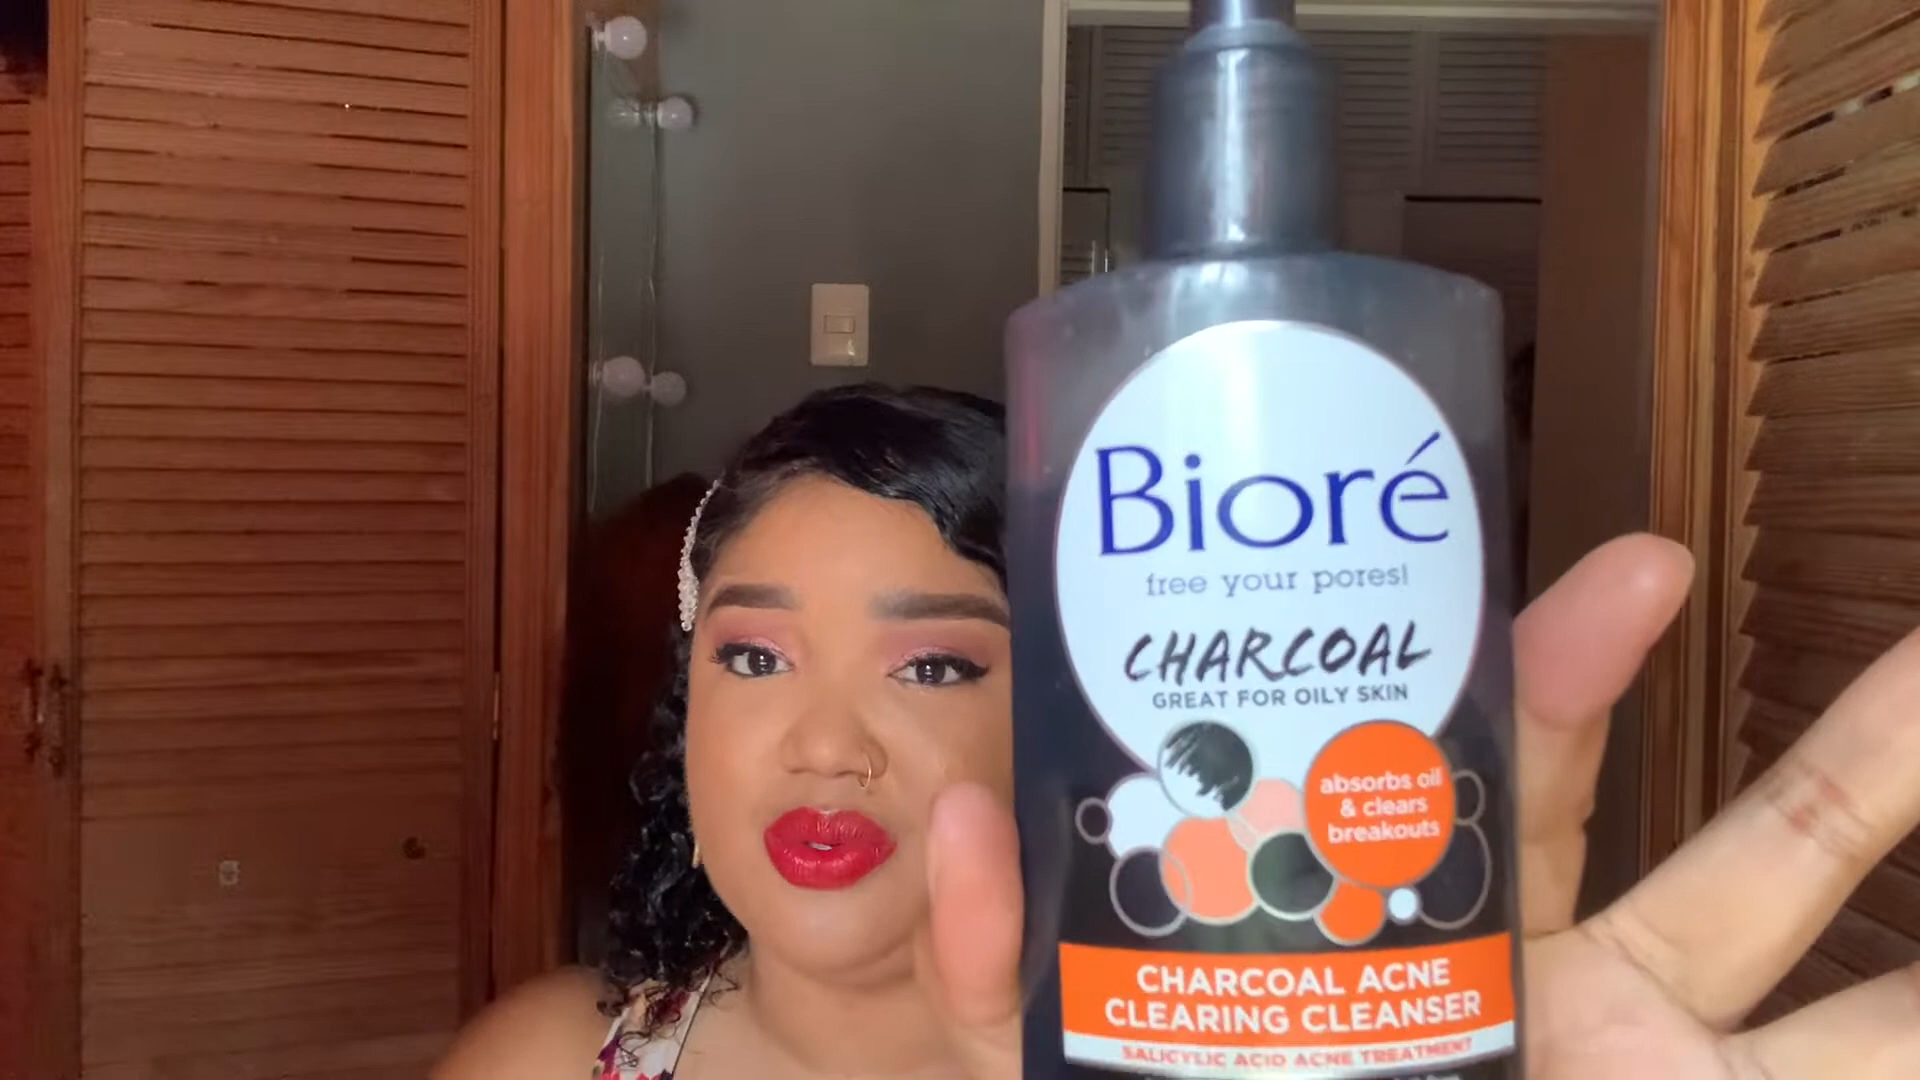 Bioré
free your pores!
CHARCOAL
GREAT FOR OILY SKIN
absorbs oil
& clears
breakouts
CHARCOAL ACNE
CLEARING CLEANSER
SALICYLIC ACID ACNE TREATMENT